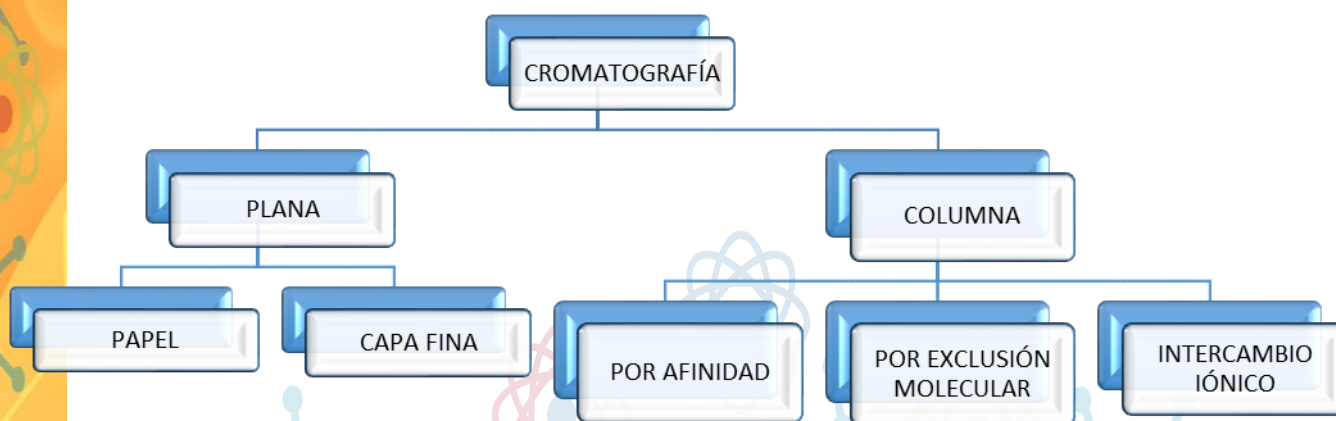 CROMATOGRAFÍA
PLANA
COLUMNA
PAPEL
CAPA FINA
POR AFINIDAD
POR EXCLUSIÓN
MOLECULAR
INTERCAMBIO
IÓNICO